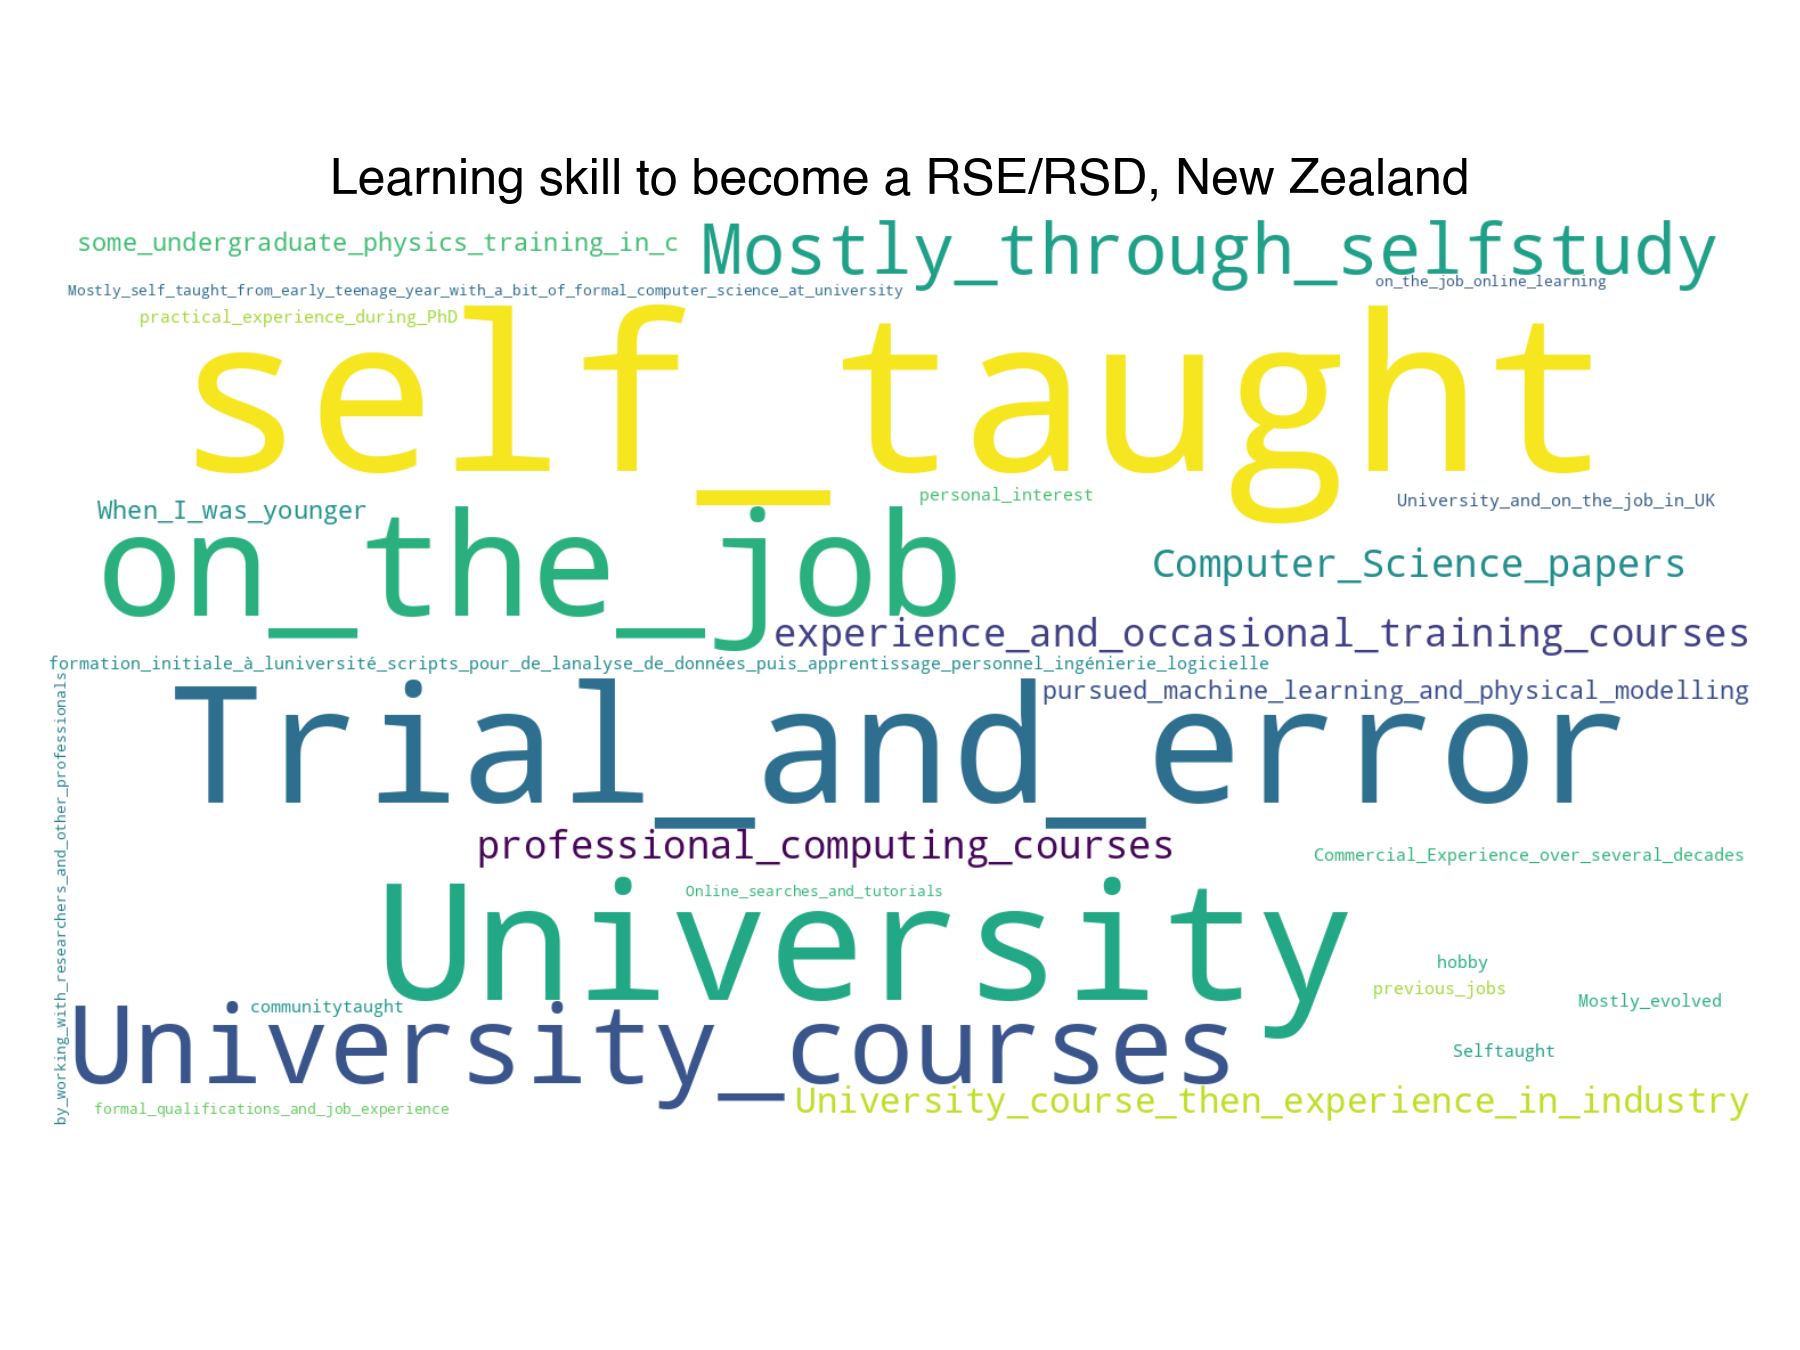 Learning skill to become a RSE/RSD, New Zealand
some_undergraduate_physics_training_in_c
Mostly_through_selfstudy
Mostly_self_taught_from_early_teenage_year_with_a_bit_of_formal_computer_science_at_university
on_the_job_online_learning
practical_experience_during_PhD
self_taught
personal_interest
University_and_on_the_job_in_UK
When_I_was_younger
on_the_job
Computer_Science_papers
experience_and_occasional_training_courses
formation_initiale_à_luniversité_scripts_pour_de_lanalyse_de_données_puis_apprentissage_personnel_ingénierie_logicielle
pursued_machine_learning_and_physical_modelling
Trial_and_error
by_working_with_researchers_and_other_professionals
professional_computing_courses
Commercial_Experience_over_several_decades
Online_searches_and_tutorials
University
hobby
previous_jobs
Mostly_evolved
communitytaught
University_courses
Selftaught
University_course_then_experience_in_industry
formal_qualifications_and_job_experience